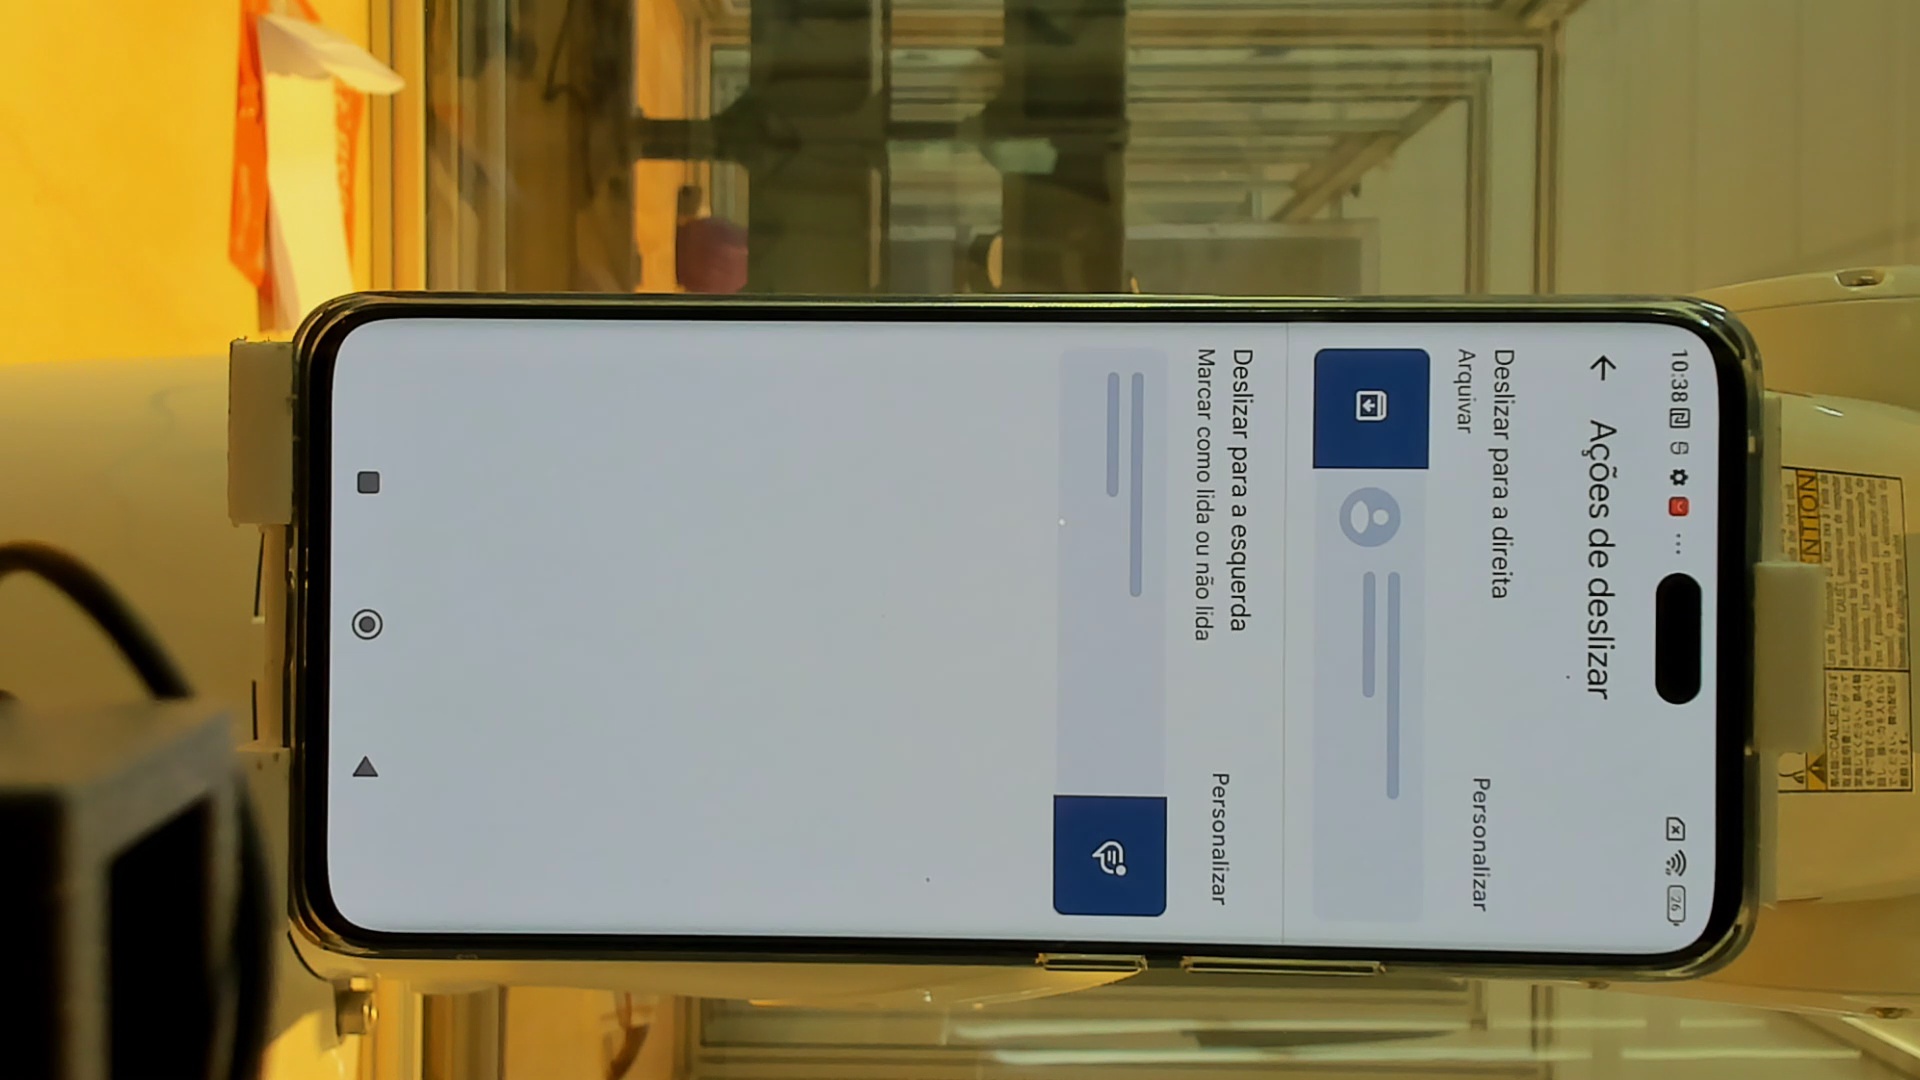 10:38
26
Ações de deslizar
Deslizar para a direita
Arquivar
Personalizar
Deslizar para a esquerda
Marcar como lida ou não lida
Personalizar